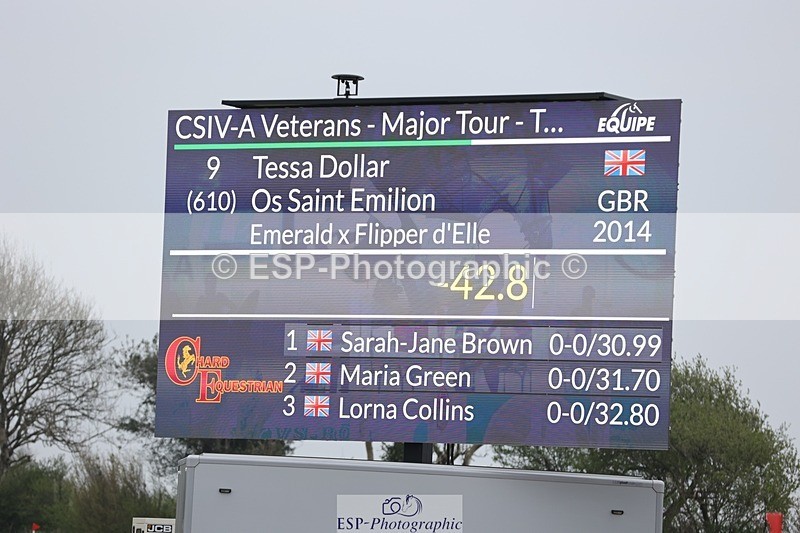 CSIV-A Veterans - Major Tour - T...
EQUIPE
9 Tessa Dollar
(610) Os Saint Emilion GBR
Emerald x Flipper d'Elle 2014
© ESP-Photographic ©
-42.8
CHARD EQUESTRIAN
1 Sarah-Jane Brown 0-0/30.99
2 Maria Green 0-0/31.70
3 Lorna Collins 0-0/32.80
JCB
ESP-Photographic